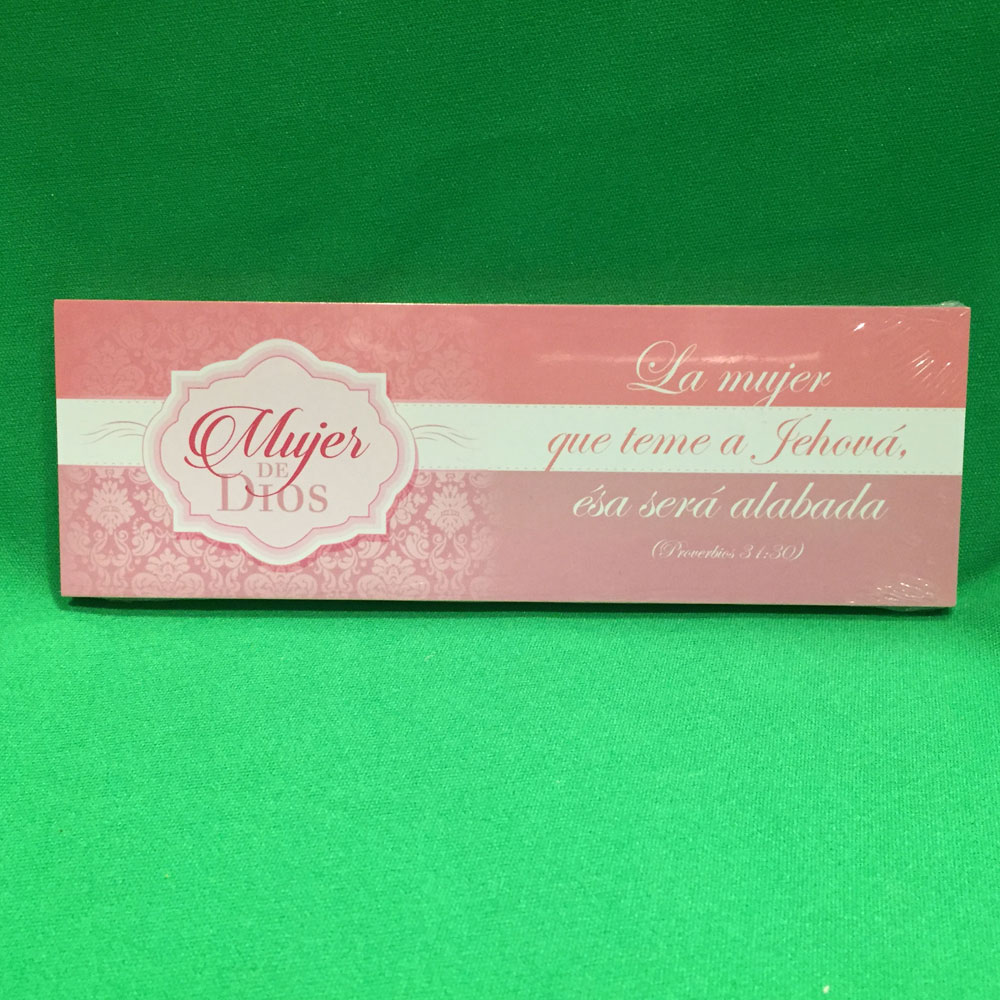 Mujer
DE
DIOS
La mujer
que teme a Jehová,
ésa será alabada
(Proverbios 31:30)